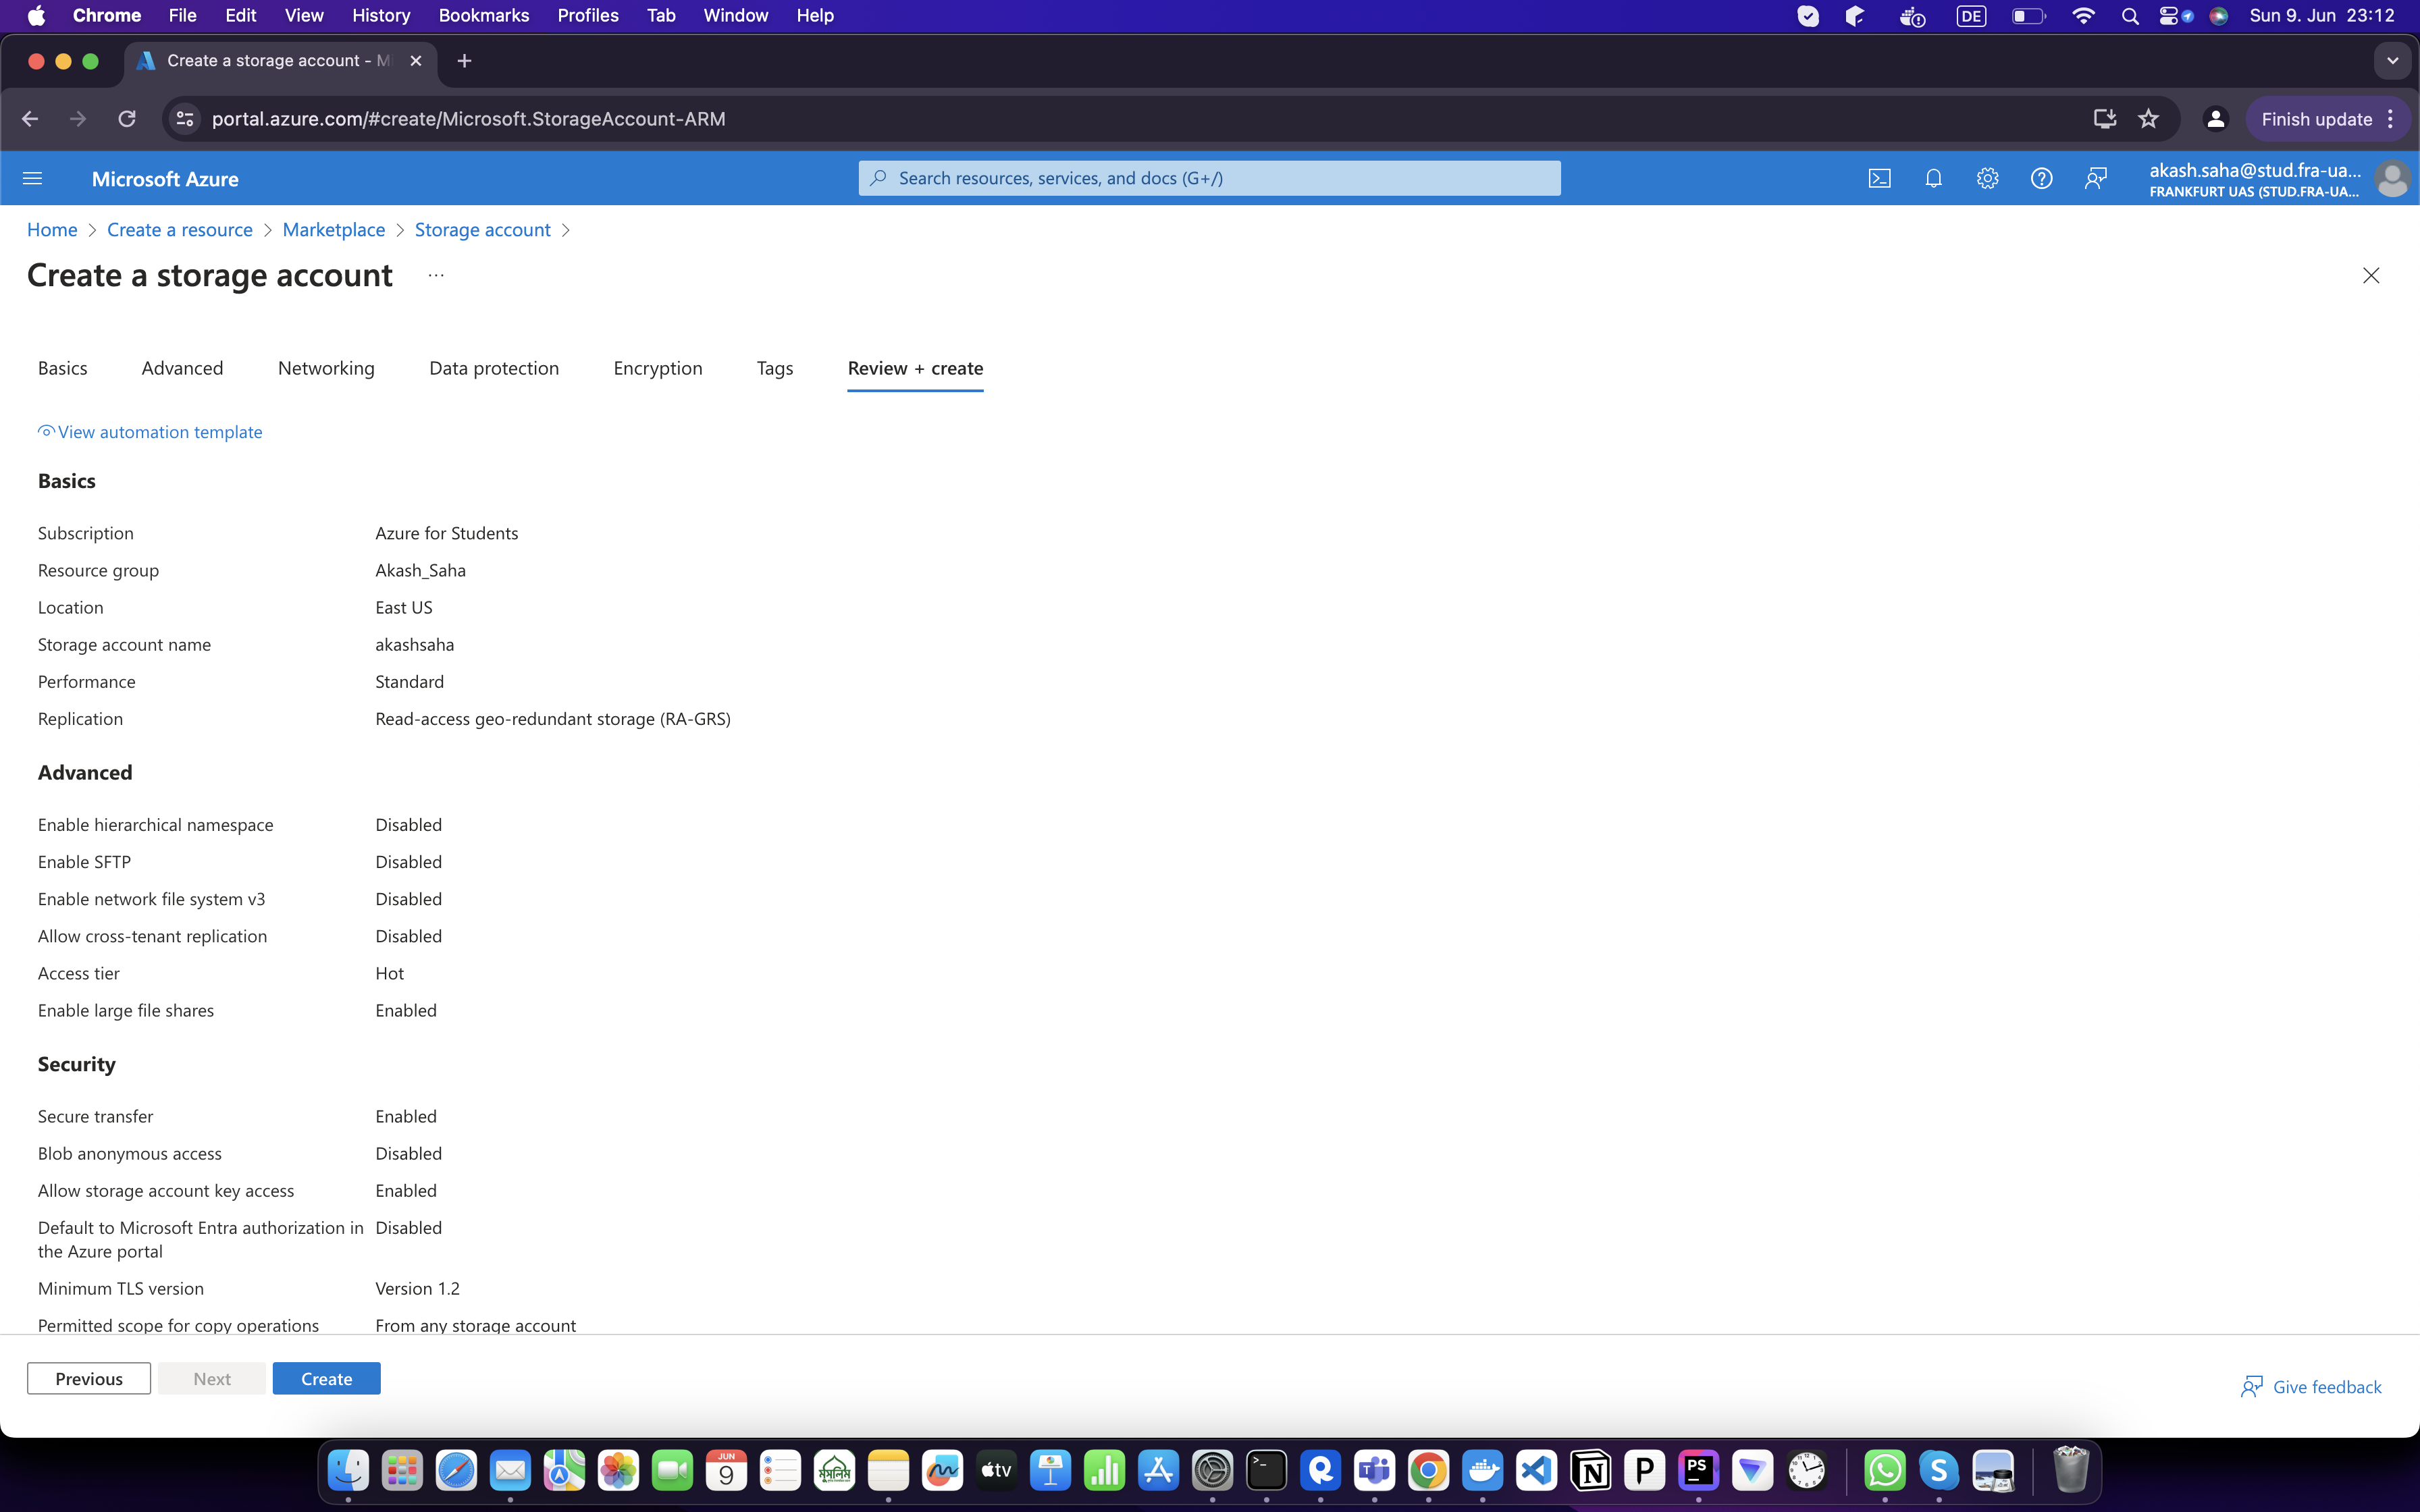 Chrome File Edit View History Bookmarks Profiles Tab Window Help DE Sun 9. Jun 23:12
Create a storage account - M
portal.azure.com/#create/Microsoft.StorageAccount-ARM Finish update
Microsoft Azure Search resources, services, and docs (G+/) akash.saha@stud.fra-ua...
FRANKFURT UAS (STUD.FRA-UA...
Home > Create a resource > Marketplace > Storage account >
Create a storage account ...
Basics Advanced Networking Data protection Encryption Tags Review + create
View automation template
Basics
Subscription Azure for Students
Resource group Akash_Saha
Location East US
Storage account name akashsaha
Performance Standard
Replication Read-access geo-redundant storage (RA-GRS)
Advanced
Enable hierarchical namespace Disabled
Enable SFTP Disabled
Enable network file system v3 Disabled
Allow cross-tenant replication Disabled
Access tier Hot
Enable large file shares Enabled
Security
Secure transfer Enabled
Blob anonymous access Disabled
Allow storage account key access Enabled
Default to Microsoft Entra authorization in Disabled
the Azure portal
Minimum TLS version Version 1.2
Permitted scope for copy operations From any storage account
Previous Next Create
Give feedback
JUN
9
মুসলিম
tv
PS